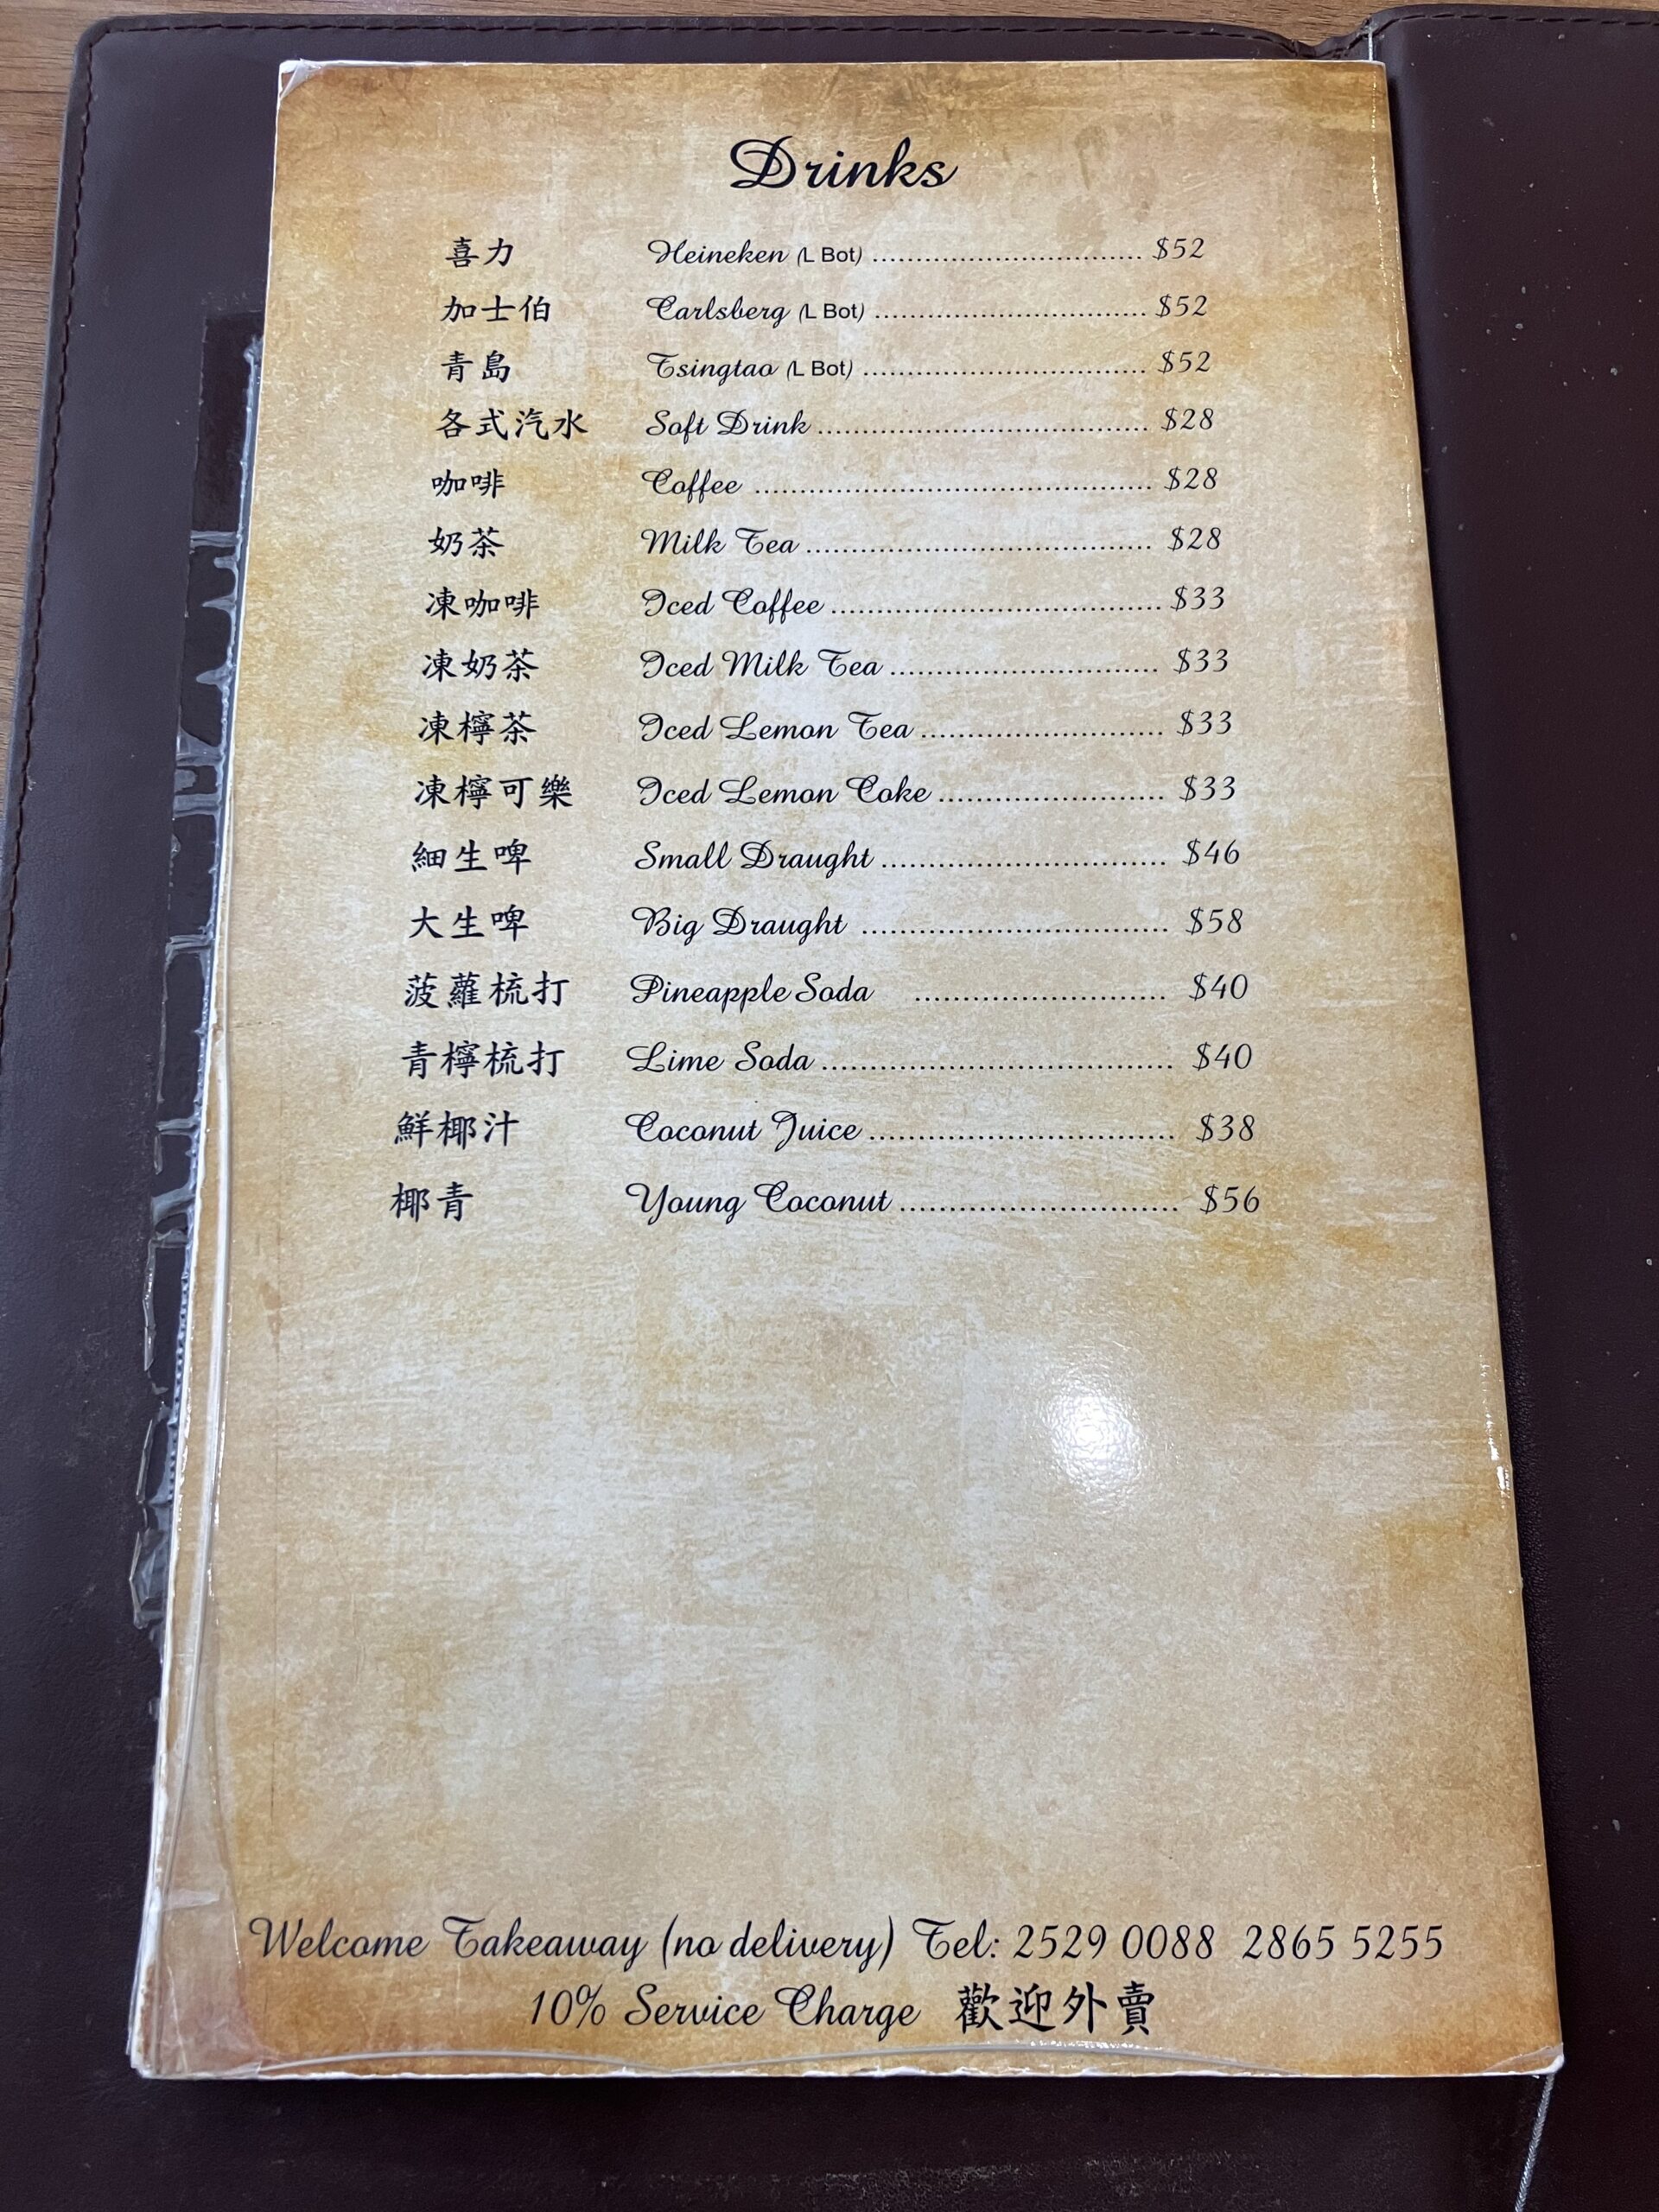 Drinks
喜力 Heineken (L Bot) ................................ $52
加士伯 Carlsberg (L Bot) ................................ $52
青島 Tsingtao (L Bot) ................................ $52
各式汽水 Soft Drink ................................ $28
咖啡 Coffee ................................ $28
奶茶 Milk Tea ................................ $28
凍咖啡 Iced Coffee ................................ $33
凍奶茶 Iced Milk Tea ................................ $33
凍檸茶 Iced Lemon Tea ................................ $33
凍檸可樂 Iced Lemon Coke ................................ $33
細生啤 Small Draught ................................ $46
大生啤 Big Draught ................................ $58
菠蘿梳打 Pineapple Soda ................................ $40
青檸梳打 Lime Soda ................................ $40
鮮椰汁 Coconut Juice ................................ $38
椰青 Young Coconut ................................ $56
Welcome Takeaway (no delivery) Tel: 2529 0088 2865 5255
10% Service Charge 歡迎外賣